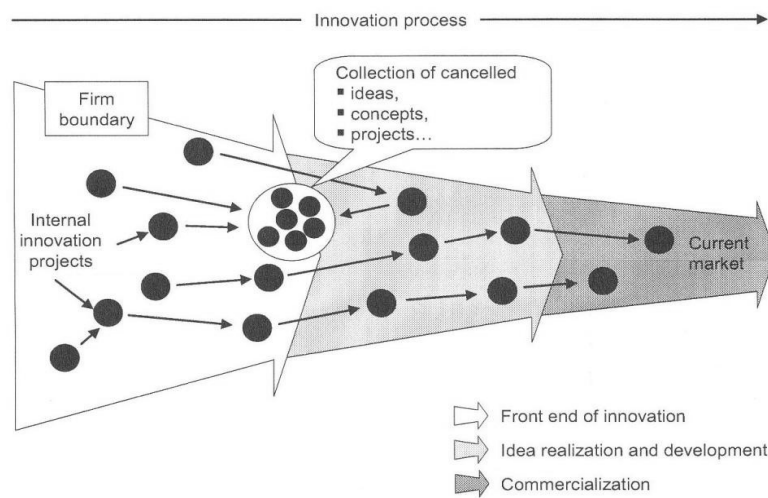 Innovation process
Collection of cancelled
▪ ideas,
▪ concepts,
▪ projects...
Firm
boundary
Internal
innovation
projects
Current
market
Front end of innovation
Idea realization and development
Commercialization